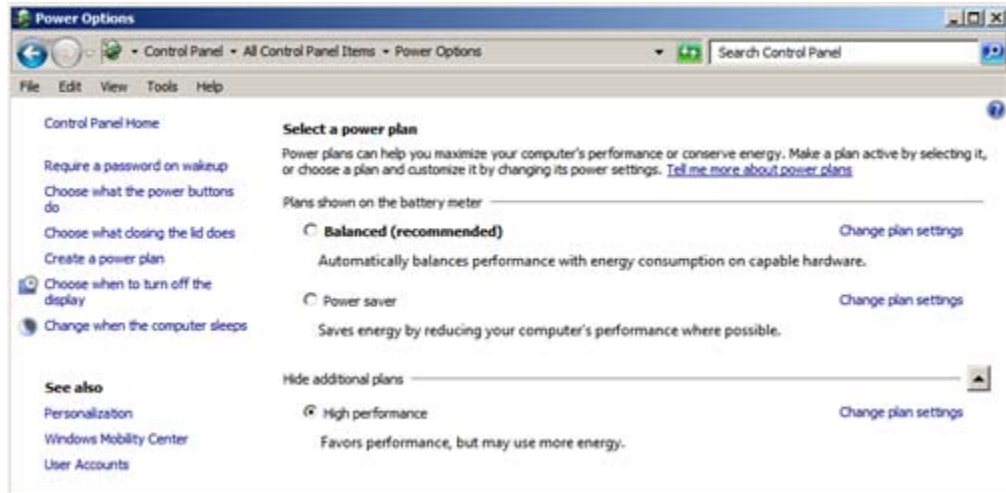 Power Options
Control Panel • All Control Panel Items • Power Options
Search Control Panel
File Edit View Tools Help
Control Panel Home
Require a password on wakeup
Choose what the power buttons
do
Choose what closing the lid does
Create a power plan
Choose when to turn off the
display
Change when the computer sleeps
See also
Personalization
Windows Mobility Center
User Accounts
Select a power plan
Power plans can help you maximize your computer's performance or conserve energy. Make a plan active by selecting it,
or choose a plan and customize it by changing its power settings. Tell me more about power plans
Plans shown on the battery meter
Balanced (recommended) Change plan settings
Automatically balances performance with energy consumption on capable hardware.
Power saver Change plan settings
Saves energy by reducing your computer's performance where possible.
Hide additional plans
High performance Change plan settings
Favors performance, but may use more energy.